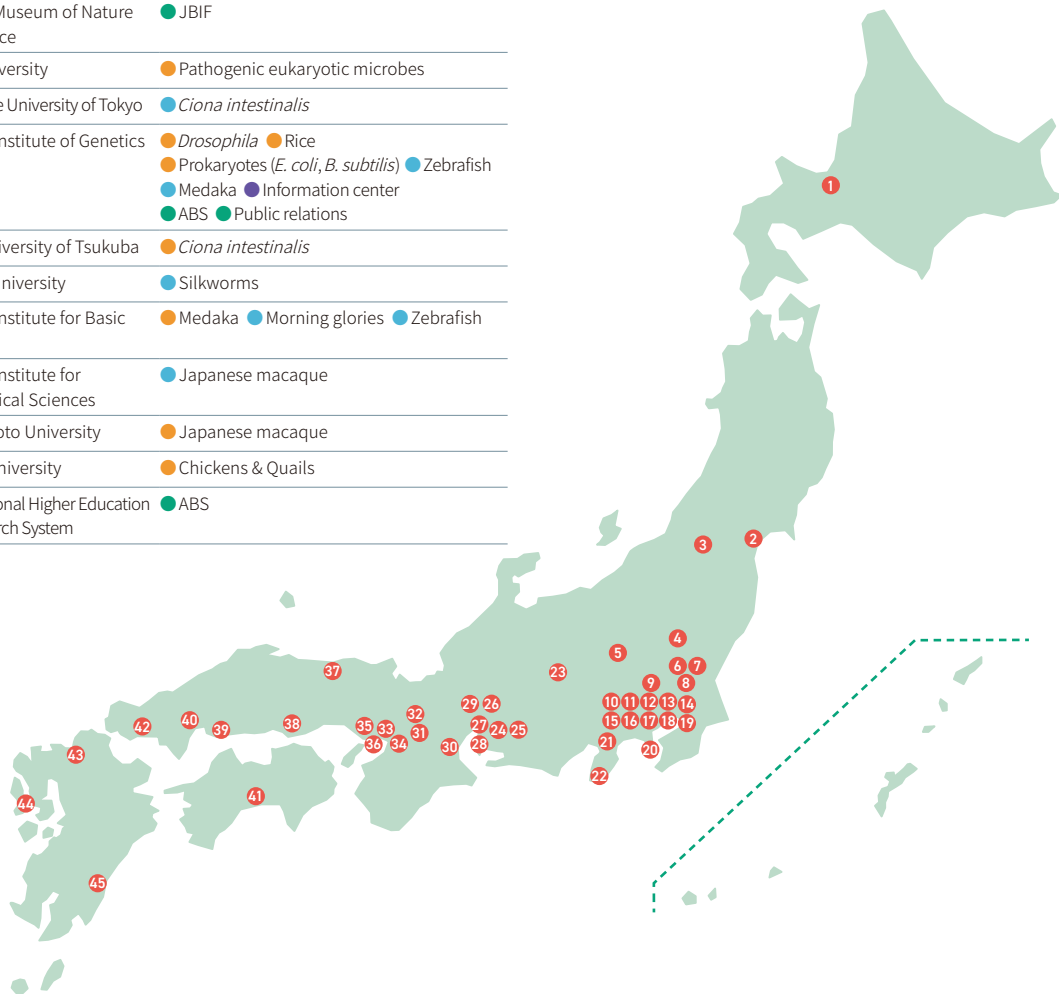 Museum of Nature JBIF
ce
versity Pathogenic eukaryotic microbes
e University of Tokyo Ciona intestinalis
nstitute of Genetics Drosophila Rice
Prokaryotes (E. coli, B. subtilis) Zebrafish
Medaka Information center
ABS Public relations
iversity of Tsukuba Ciona intestinalis
niversity Silkworms
nstitute for Basic Medaka Morning glories Zebrafish
nstitute for Japanese macaque
ical Sciences
oto University Japanese macaque
niversity Chickens & Quails
onal Higher Education ABS
rch System
1
2
3
4
5
6 7
23
9 8
10 11 12 13 14
15 16 17 18 19
21 20
22
37
29 26
32
42 40 39 38 35 33 31 27 24 25
36 34 30 28
43
44
41
45